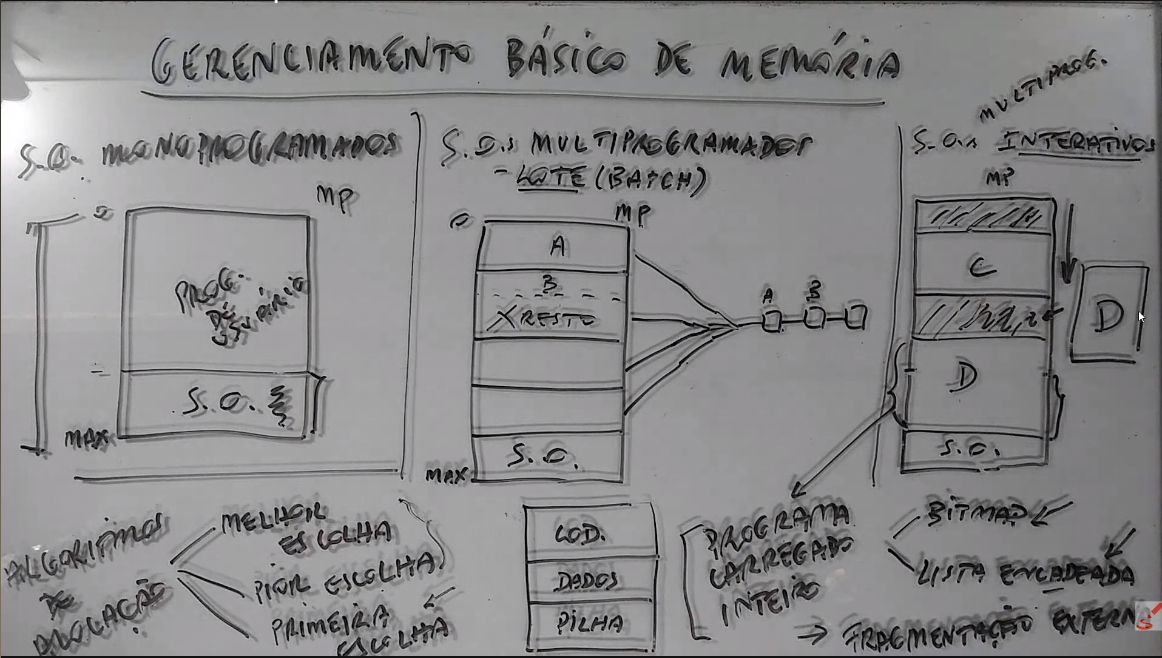 GERENCIAMENTO BÁSICO DE MEMÓRIA
S.O. MONOPROGRAMADOS
MP
0
PROG.
DE
USUÁRIO
S.O.
MAX
S.O.s MULTIPROGRAMADOS
- LOTE (BATCH)
0
MP
A
B
X RESTO
S.O.
MAX
A B
MULTIPROG.
S.O.s INTERATIVOS
MP
C
D
D
S.O.
ALGORITMOS
DE
ALOCAÇÃO
MELHOR
ESCOLHA
PIOR ESCOLHA
PRIMEIRA
ESCOLHA
COD.
DADOS
PILHA
PROGRAMA
CARREGADO
INTEIRO
BITMAP
LISTA ENCADEADA
=> FRAGMENTAÇÃO EXTERNA